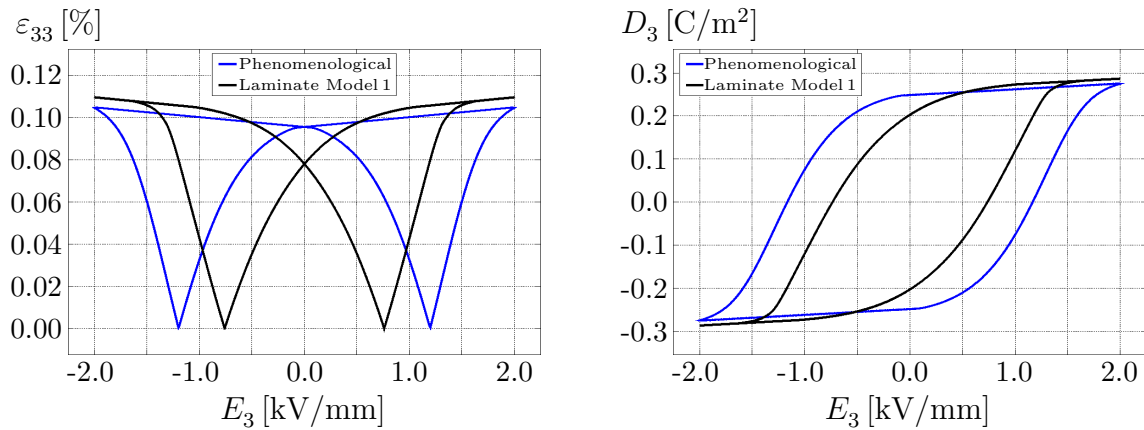 ε₃₃ [%]
Phenomenological
Laminate Model 1
0.12
0.10
0.08
0.06
0.04
0.02
0.00
-2.0 -1.0 0.0 1.0 2.0
E₃ [kV/mm]
D₃ [C/m²]
Phenomenological
Laminate Model 1
0.3
0.2
0.1
0.0
-0.1
-0.2
-0.3
-2.0 -1.0 0.0 1.0 2.0
E₃ [kV/mm]